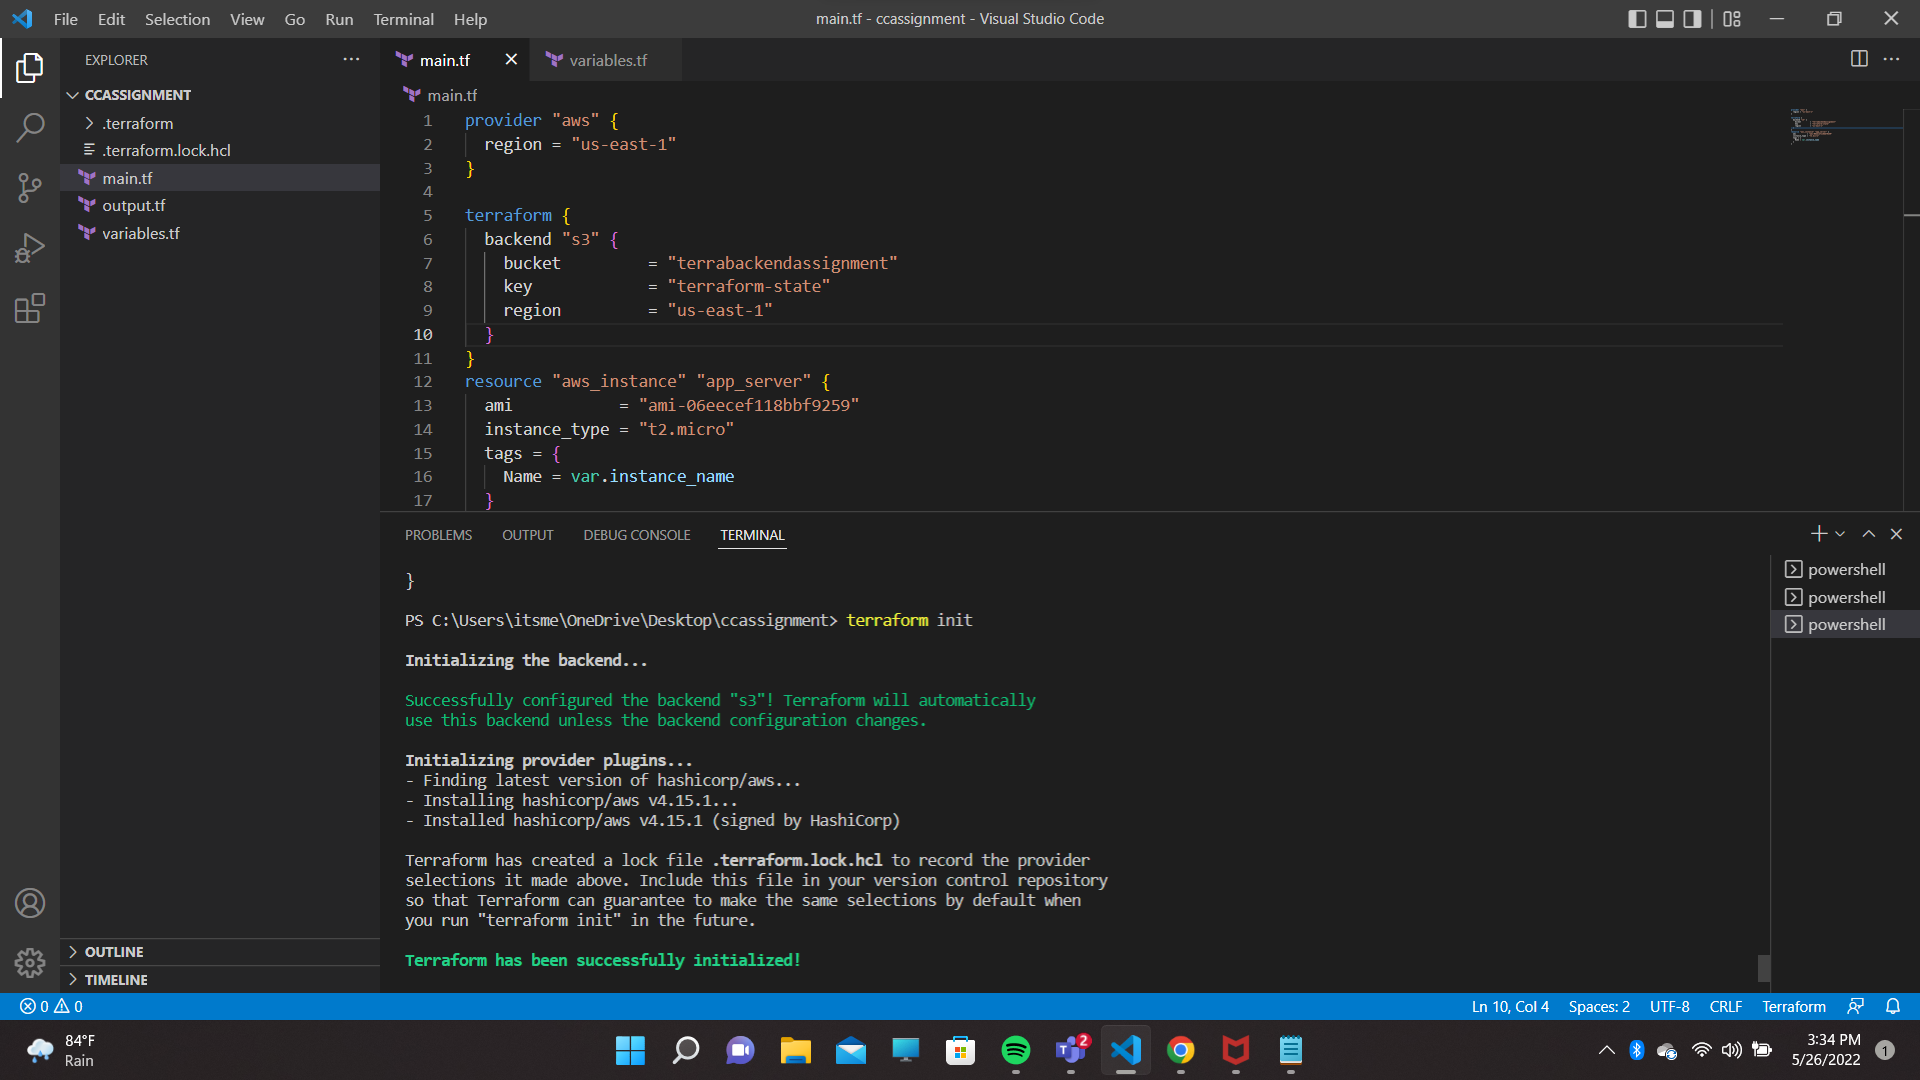 File Edit Selection View Go Run Terminal Help
main.tf - ccassignment - Visual Studio Code
EXPLORER
CCASSIGNMENT
.terraform
.terraform.lock.hcl
main.tf
output.tf
variables.tf
OUTLINE
TIMELINE
main.tf
variables.tf
main.tf
1 provider "aws" {
2 region = "us-east-1"
3 }
4
5 terraform {
6 backend "s3" {
7 bucket = "terrabackendassignment"
8 key = "terraform-state"
9 region = "us-east-1"
10 }
11 }
12 resource "aws_instance" "app_server" {
13 ami = "ami-06eecef118bbf9259"
14 instance_type = "t2.micro"
15 tags = {
16 Name = var.instance_name
17 }
PROBLEMS OUTPUT DEBUG CONSOLE TERMINAL
}
PS C:\Users\itsme\OneDrive\Desktop\ccassignment> terraform init
Initializing the backend...
Successfully configured the backend "s3"! Terraform will automatically
use this backend unless the backend configuration changes.
Initializing provider plugins...
- Finding latest version of hashicorp/aws...
- Installing hashicorp/aws v4.15.1...
- Installed hashicorp/aws v4.15.1 (signed by HashiCorp)
Terraform has created a lock file .terraform.lock.hcl to record the provider
selections it made above. Include this file in your version control repository
so that Terraform can guarantee to make the same selections by default when
you run "terraform init" in the future.
Terraform has been successfully initialized!
powershell
powershell
powershell
0 0
Ln 10, Col 4 Spaces: 2 UTF-8 CRLF Terraform
84°F
Rain
2
3:34 PM
5/26/2022
1